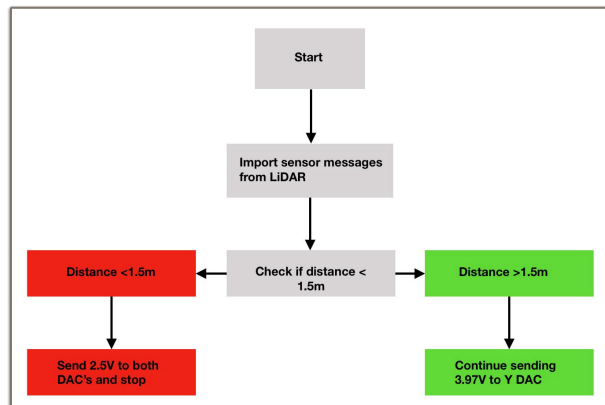 Start
Import sensor messages
from LiDAR
Distance <1.5m
Check if distance <
1.5m
Distance >1.5m
Send 2.5V to both
DAC's and stop
Continue sending
3.97V to Y DAC